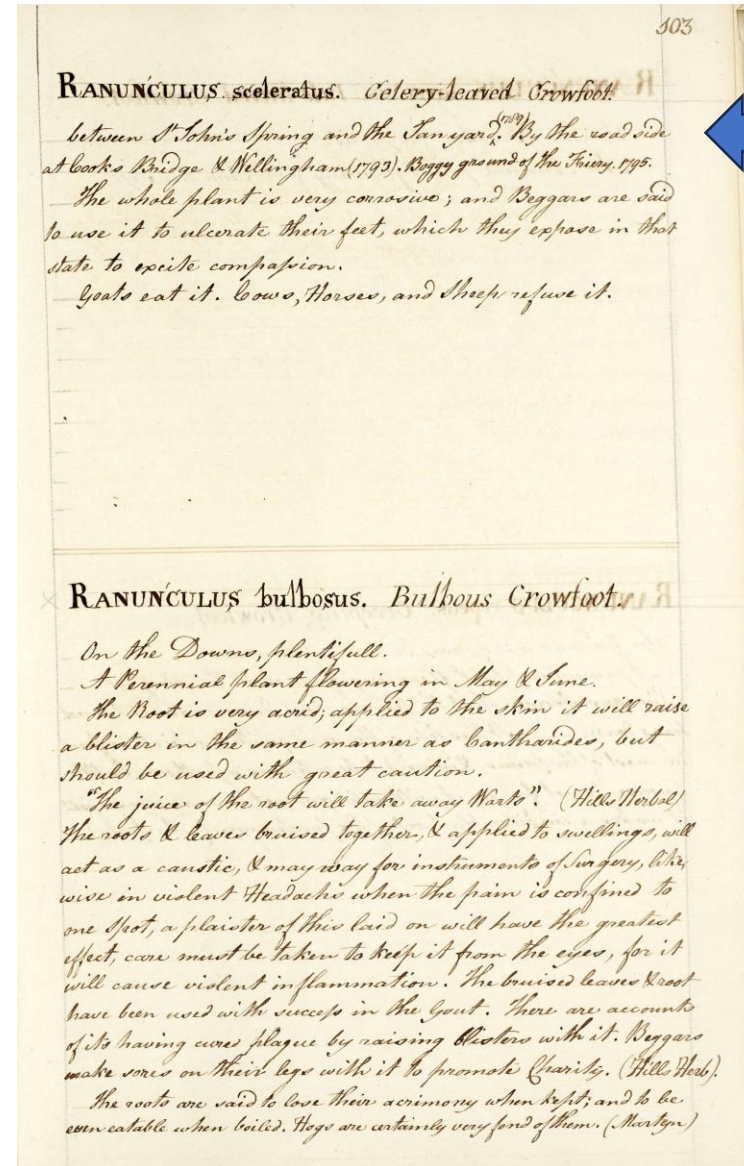 103
RANUNCULUS sceleratus. Celery-leaved Crowfoot.
between St John's Spring and the Tanyard. (1789) By the road side
at Cooks Bridge & Wellingham (1793). Boggy ground of the Friery. 1795.
The whole plant is very corrosive; and Beggars are said
to use it to ulcerate their feet, which they expose in that
state to excite compassion.
Goats eat it. Cows, Horses, and Sheep refuse it.
RANUNCULUS bulbosus. Bulbous Crowfoot.
On the Downs, plentifull.
A Perennial plant flowering in May & June.
The Root is very acrid; applied to the skin it will raise
a blister in the same manner as Cantharides, but
should be used with great caution.
"The juice of the root will take away Warts". (Hills Herbal)
The roots & leaves bruised together, & applied to swellings, will
act as a caustic, & may way for instruments of Surgery, like,
wise in violent Headachs when the pain is confined to
one spot, a plaister of this laid on will have the greatest
effect, care must be taken to keep it from the eyes, for it
will cause violent inflammation. The bruised leaves & root
have been used with success in the Gout. There are accounts
of its having cured plague by raising blisters with it. Beggars
make sores on their legs with it to promote Charity. (Hills Herb).
The roots are said to lose their acrimony when kept; and to be
even eatable when boiled. Hogs are certainly very fond of them. (Martyn)